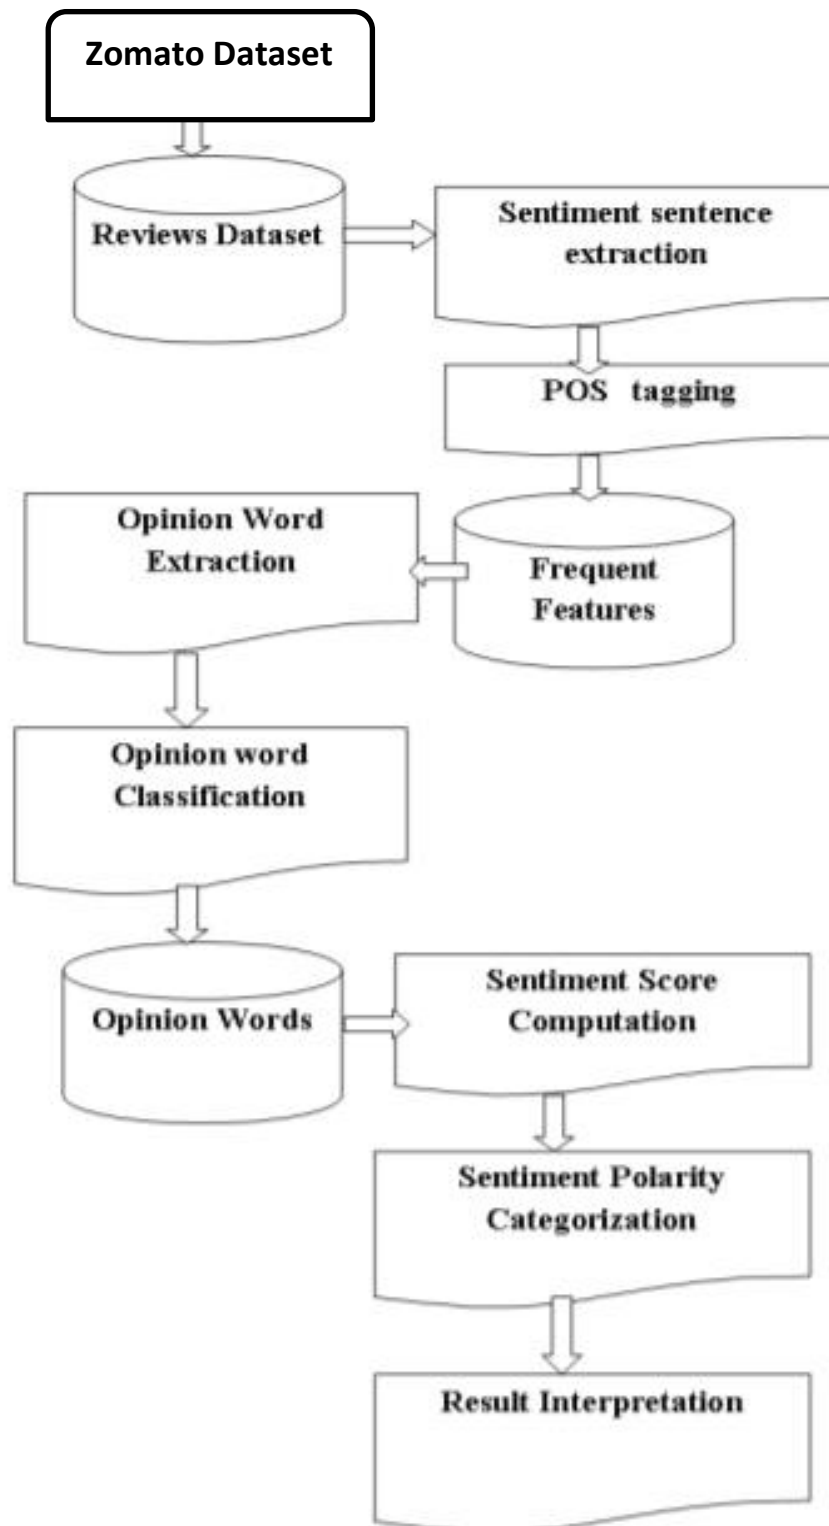 Zomato Dataset
Reviews Dataset
Sentiment sentence
extraction
POS tagging
Frequent
Features
Opinion Word
Extraction
Opinion word
Classification
Opinion Words
Sentiment Score
Computation
Sentiment Polarity
Categorization
Result Interpretation